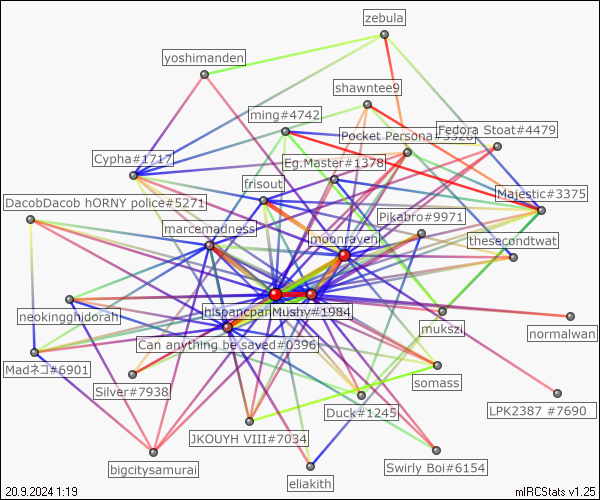 zebula
yoshimanden
shawntee9
ming#4742
Pocket Persona#3326
Fedora Stoat#4479
Cypha#1717
Eg.Master#1378
frisout
Majestic#3375
DacobDacob hORNY police#5271
Pikabro#9971
marcemadness
moonraven
thesecondtwat
neokingghidorah
hispancpan
Mushy#1984
mukszi
normalwan
Can anything be saved#0396
Madネコ#6901
Silver#7938
somass
LPK2387 #7690
Duck#1245
JKOUYH VIII#7034
bigcitysamurai
Swirly Boi#6154
eliakith
20.9.2024 1:19
mIRCStats v1.25